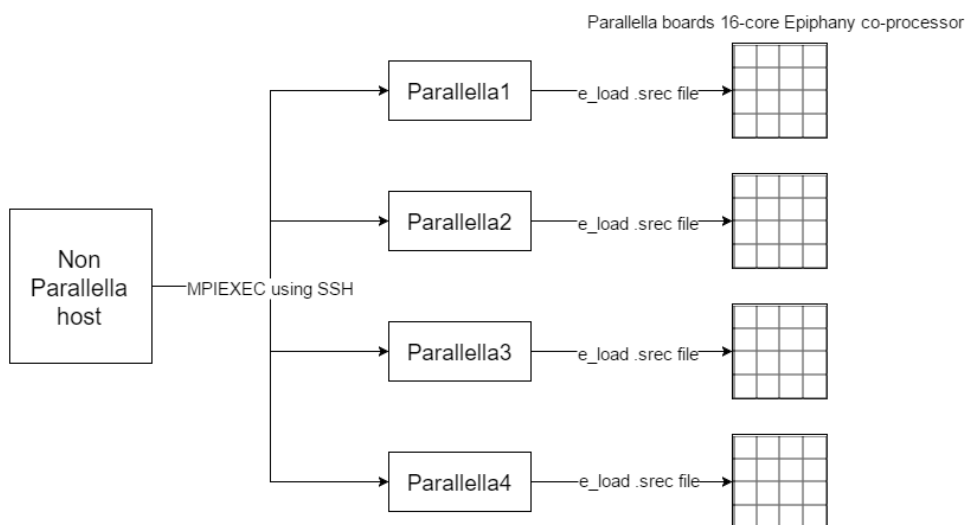 Parallella boards 16-core Epiphany co-processor
Parallella1
e_load .srec file
Parallella2
e_load .srec file
Non
Parallella
host
MPIEXEC using SSH
Parallella3
e_load .srec file
Parallella4
e_load .srec file